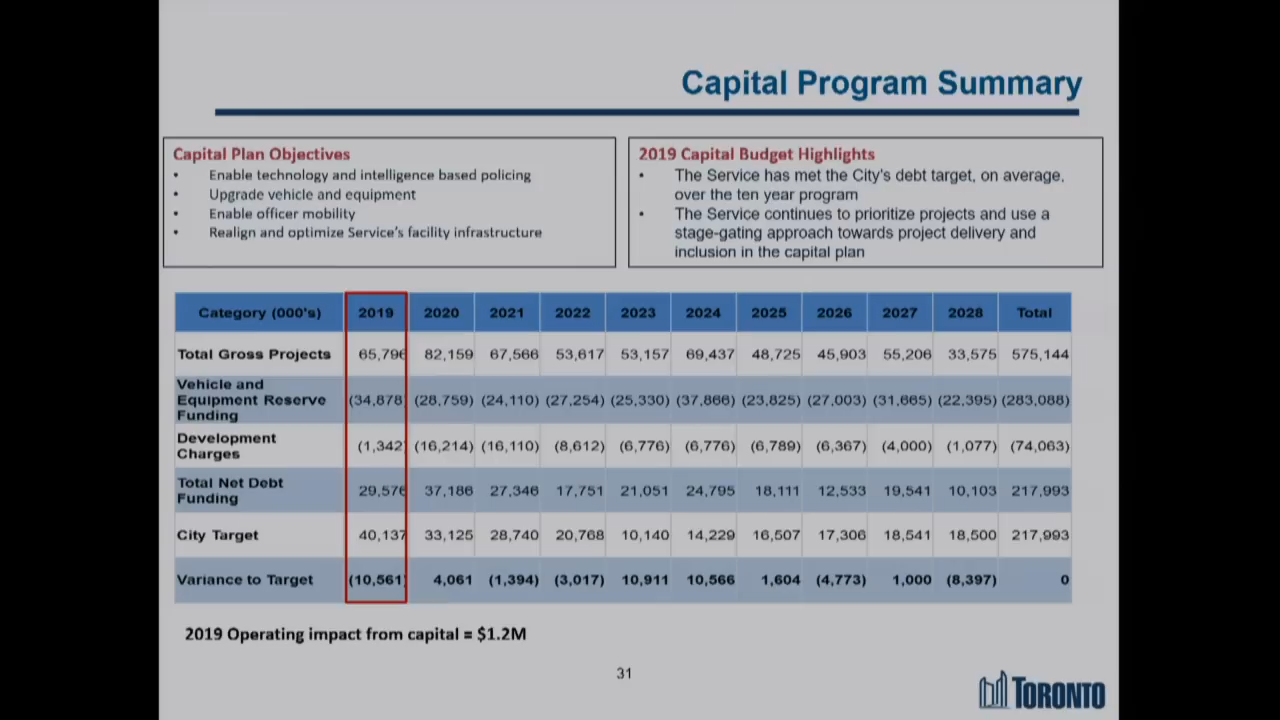 Capital Program Summary
Capital Plan Objectives
• Enable technology and intelligence based policing
• Upgrade vehicle and equipment
• Enable officer mobility
• Realign and optimize Service's facility infrastructure
2019 Capital Budget Highlights
• The Service has met the City's debt target, on average,
over the ten year program
• The Service continues to prioritize projects and use a
stage-gating approach towards project delivery and
inclusion in the capital plan
Category (000's) 2019 2020 2021 2022 2023 2024 2025 2026 2027 2028 Total
Total Gross Projects 65,796 82,159 67,566 53,617 53,157 69,437 48,725 45,903 55,206 33,575 575,144
Vehicle and
Equipment Reserve (34,878) (28,759) (24,110) (27,254) (25,330) (37,866) (23,825) (27,003) (31,665) (22,395) (283,088)
Funding
Development
Charges (1,342) (16,214) (16,110) (8,612) (6,776) (6,776) (6,789) (6,367) (4,000) (1,077) (74,063)
Total Net Debt
Funding 29,576 37,186 27,346 17,751 21,051 24,795 18,111 12,533 19,541 10,103 217,993
City Target 40,137 33,125 28,740 20,768 10,140 14,229 16,507 17,306 18,541 18,500 217,993
Variance to Target (10,561) 4,061 (1,394) (3,017) 10,911 10,566 1,604 (4,773) 1,000 (8,397) 0
2019 Operating impact from capital = $1.2M
31
TORONTO